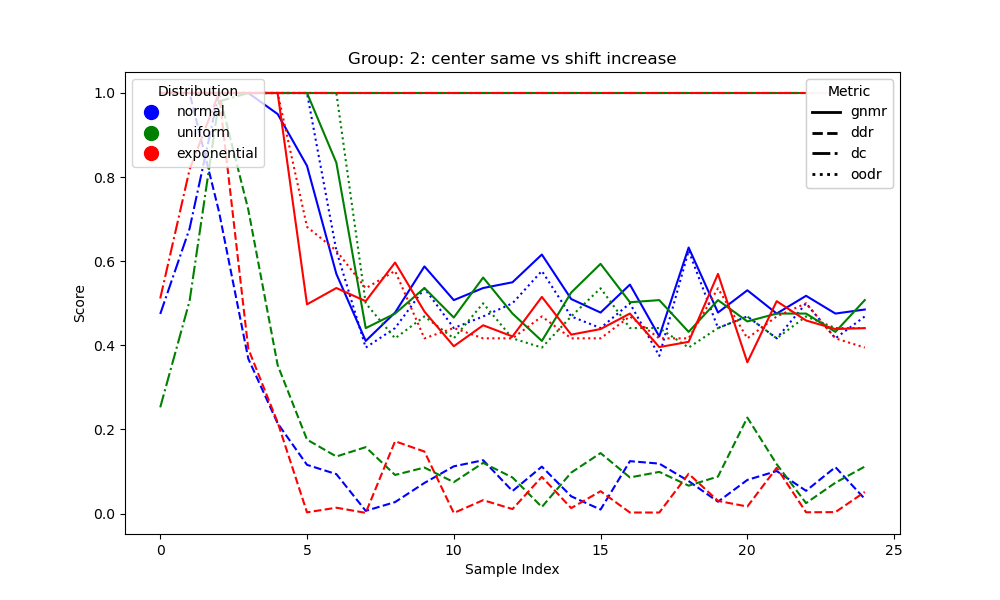 Group: 2: center same vs shift increase
Distribution
normal
uniform
exponential
Metric
gnmr
ddr
dc
oodr
Score
1.0
0.8
0.6
0.4
0.2
0.0
0 5 10 15 20 25
Sample Index